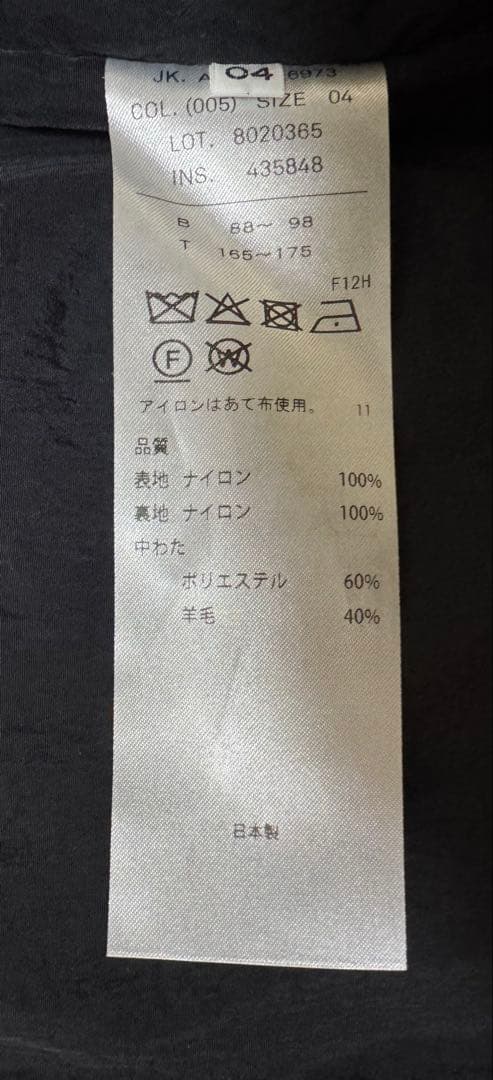 04
JK. A 6973
COL.(005) SIZE 04
LOT. 8020365
INS. 435848
B 88～ 98
T 165～175
F12H
F W
アイロンはあて布使用。 11
品質
表地 ナイロン 100%
裏地 ナイロン 100%
中わた
ポリエステル 60%
羊毛 40%
日本製